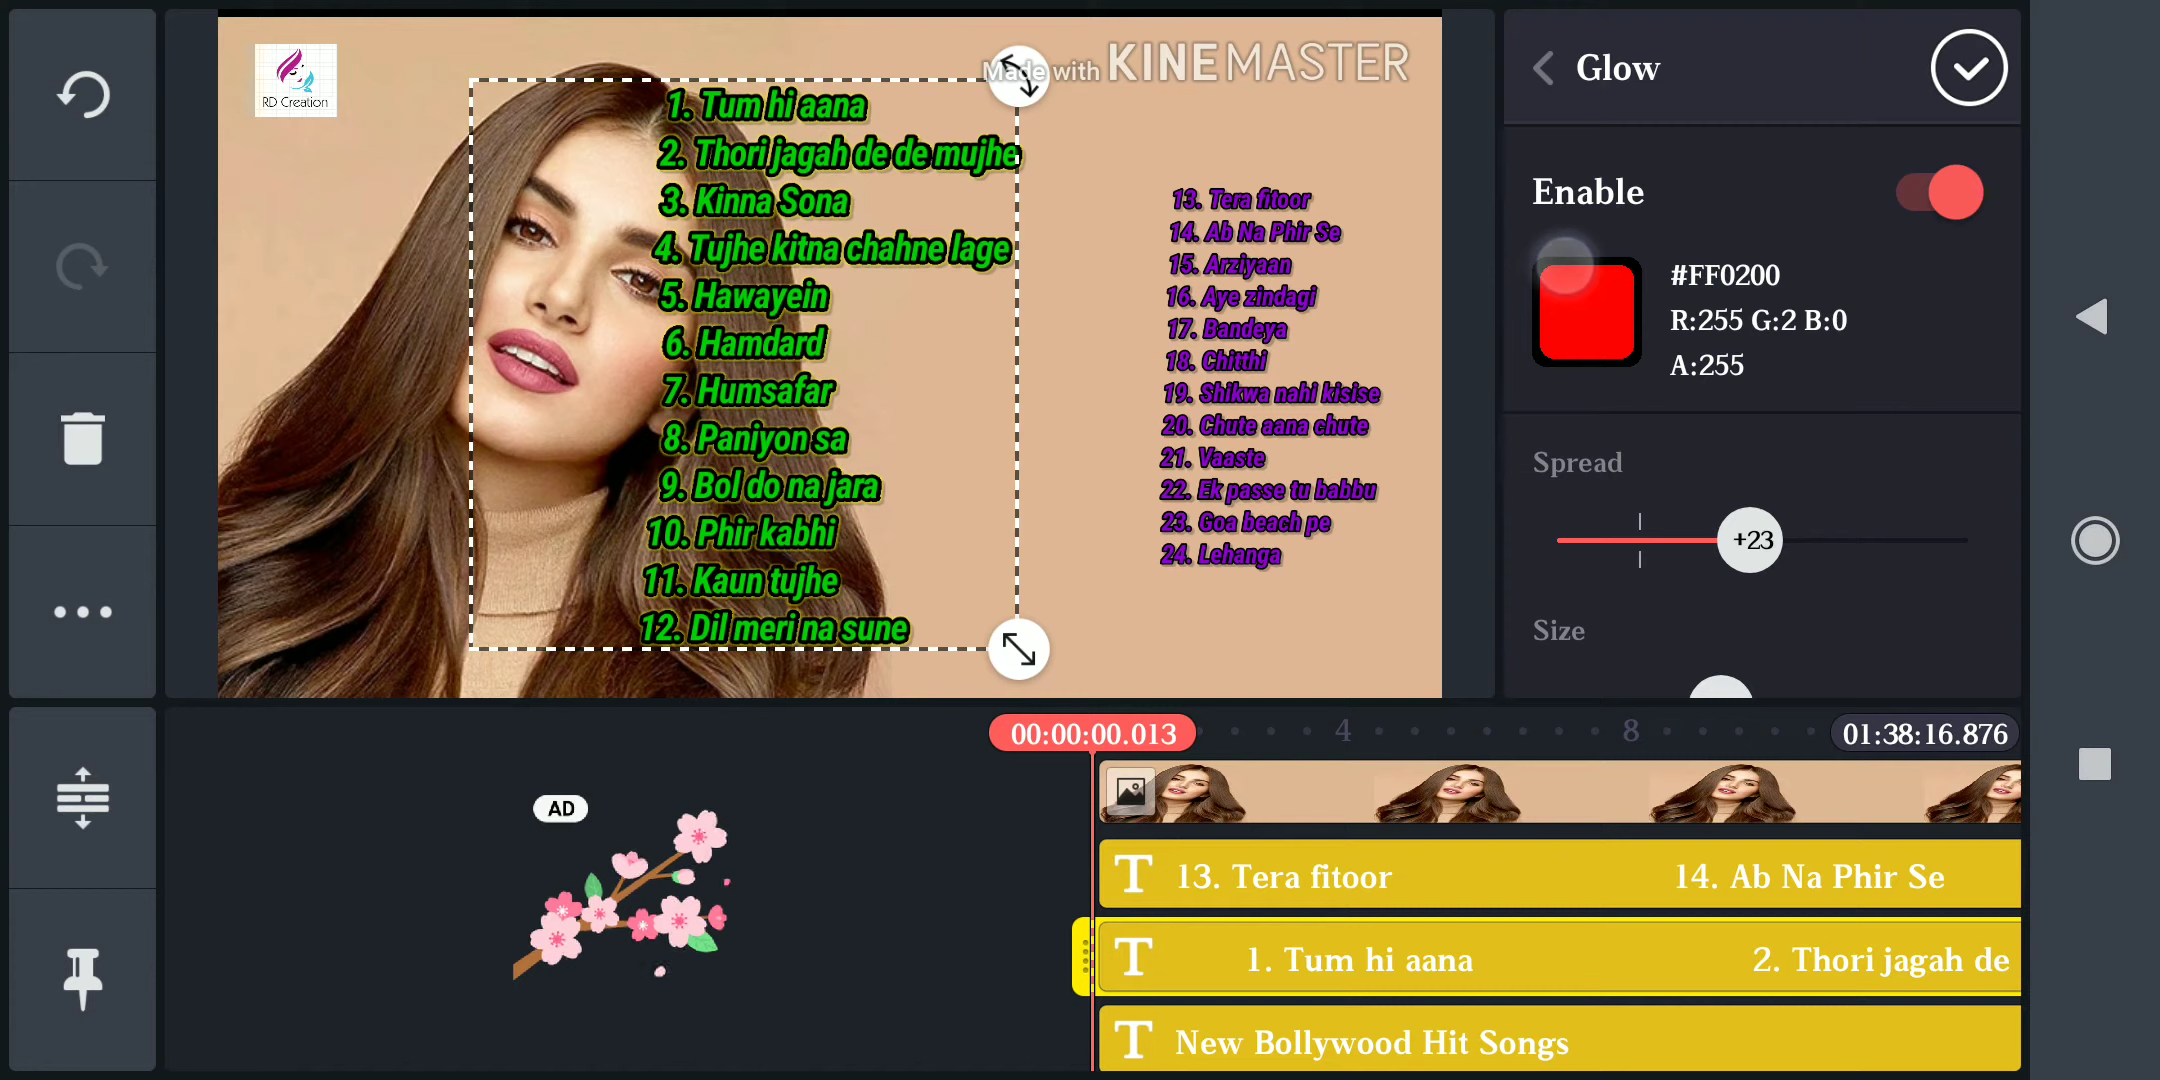 RD Creation
Made with KINEMASTER
1. Tum hi aana
2. Thori jagah de de mujhe
3. Kinna Sona
4. Tujhe kitna chahne lage
5. Hawayein
6. Hamdard
7. Humsafar
8. Paniyon sa
9. Bol do na jara
10. Phir kabhi
11. Kaun tujhe
12. Dil meri na sune
13. Tera fitoor
14. Ab Na Phir Se
15. Arziyaan
16. Aye zindagi
17. Bandeya
18. Chitthi
19. Shikwa nahi kisise
20. Chute aana chute
21. Vaaste
22. Ek passe tu babbu
23. Goa beach pe
24. Lehanga
Glow
Enable
#FF0200
R:255 G:2 B:0
A:255
Spread
+23
Size
00:00:00.013
4
8
01:38:16.876
AD
T 13. Tera fitoor 14. Ab Na Phir Se
T 1. Tum hi aana 2. Thori jagah de
T New Bollywood Hit Songs